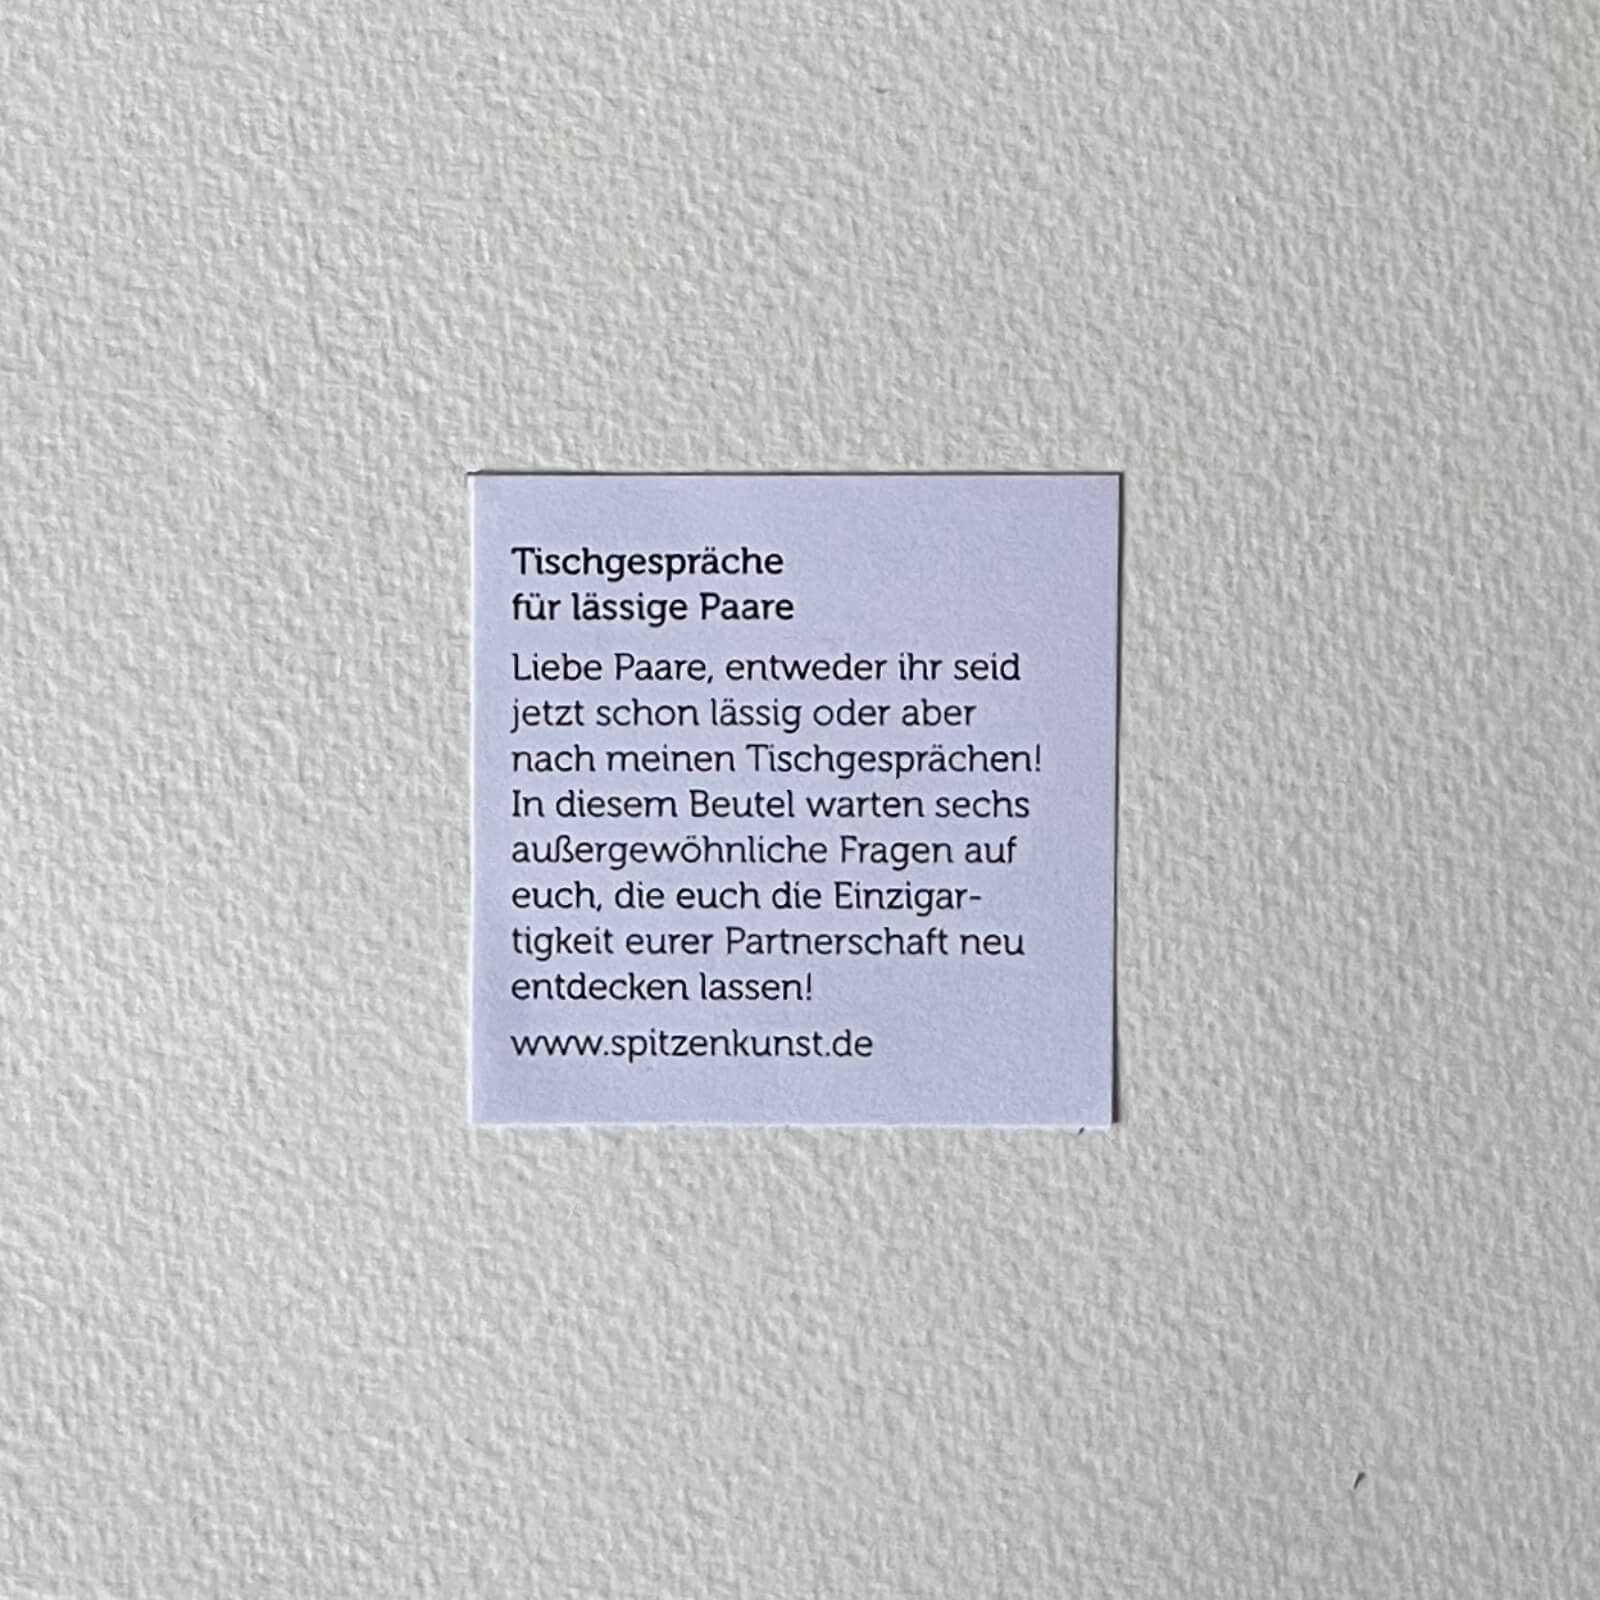 Tischgespräche
für lässige Paare
Liebe Paare, entweder ihr seid
jetzt schon lässig oder aber
nach meinen Tischgesprächen!
In diesem Beutel warten sechs
außergewöhnliche Fragen auf
euch, die euch die Einzigar-
tigkeit eurer Partnerschaft neu
entdecken lassen!
www.spitzenkunst.de